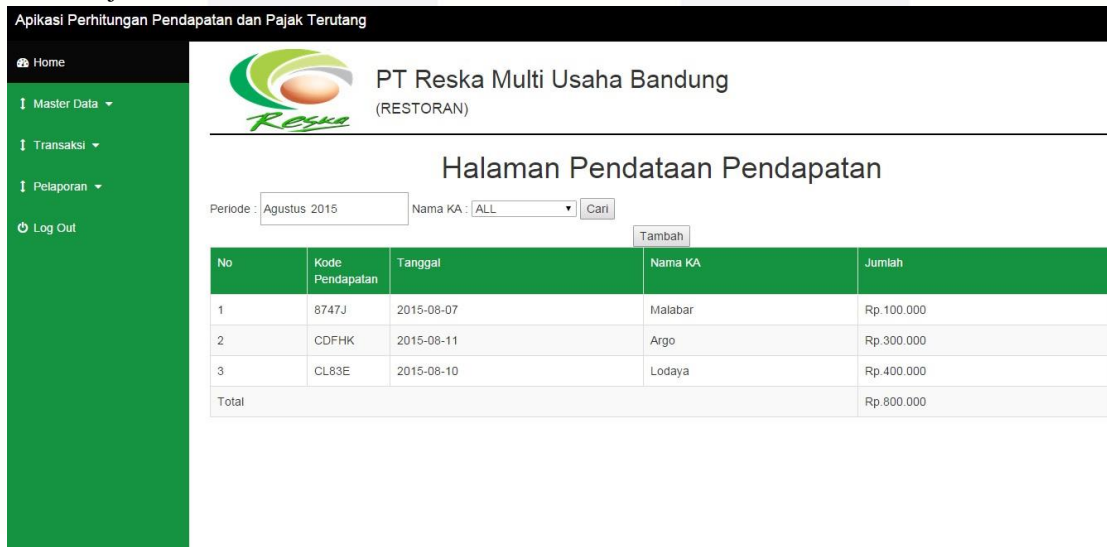 Apikasi Perhitungan Pendapatan dan Pajak Terutang
Home
Master Data
Transaksi
Pelaporan
Log Out
Reska
PT Reska Multi Usaha Bandung
(RESTORAN)
Halaman Pendataan Pendapatan
Periode : Agustus 2015 Nama KA : ALL Cari
Tambah
No Kode Pendapatan Tanggal Nama KA Jumlah
1 8747J 2015-08-07 Malabar Rp.100.000
2 CDFHK 2015-08-11 Argo Rp.300.000
3 CL83E 2015-08-10 Lodaya Rp.400.000
Total Rp.800.000